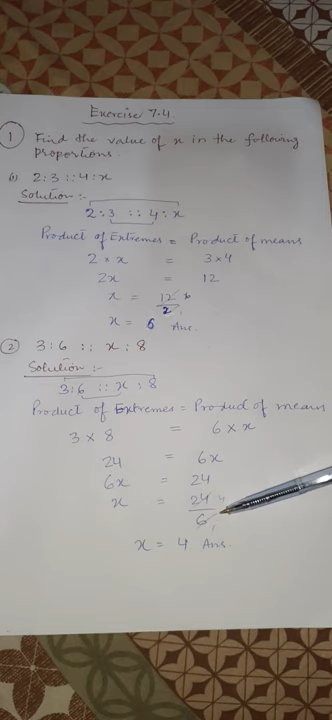 Exercise 7.4
① Find the value of x in the following
proportions.
b) 2:3 :: 4:x
Solution :-
2:3 :: 4:x
Product of Extremes = Product of means
2 × x = 3×4
2x = 12
x = 12 6
2
x = 6 Ans.
② 3:6 :: x : 8
Solution :-
3:6 :: x : 8
Product of Extremes = Product of means
3 × 8 = 6 × x
24 = 6x
6x = 24
x = 24 4
6 1
x = 4 Ans.